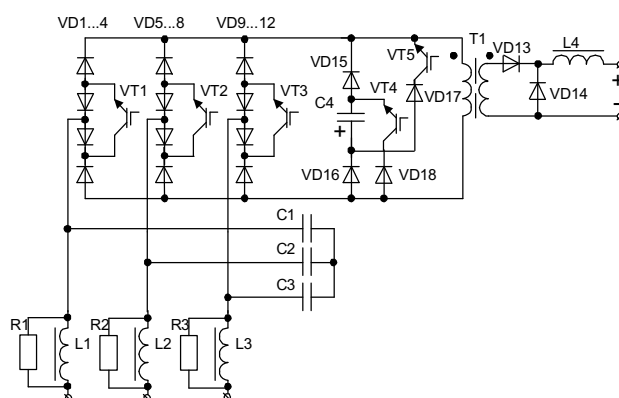 VD1...4 VD5...8 VD9...12
T1
VT5
VD13
L4
VD15
VT1
VT2
VT3
VT4
C4
VD17
VD14
+
-
+
VD16
VD18
C1
C2
C3
R1
L1
R2
L2
R3
L3